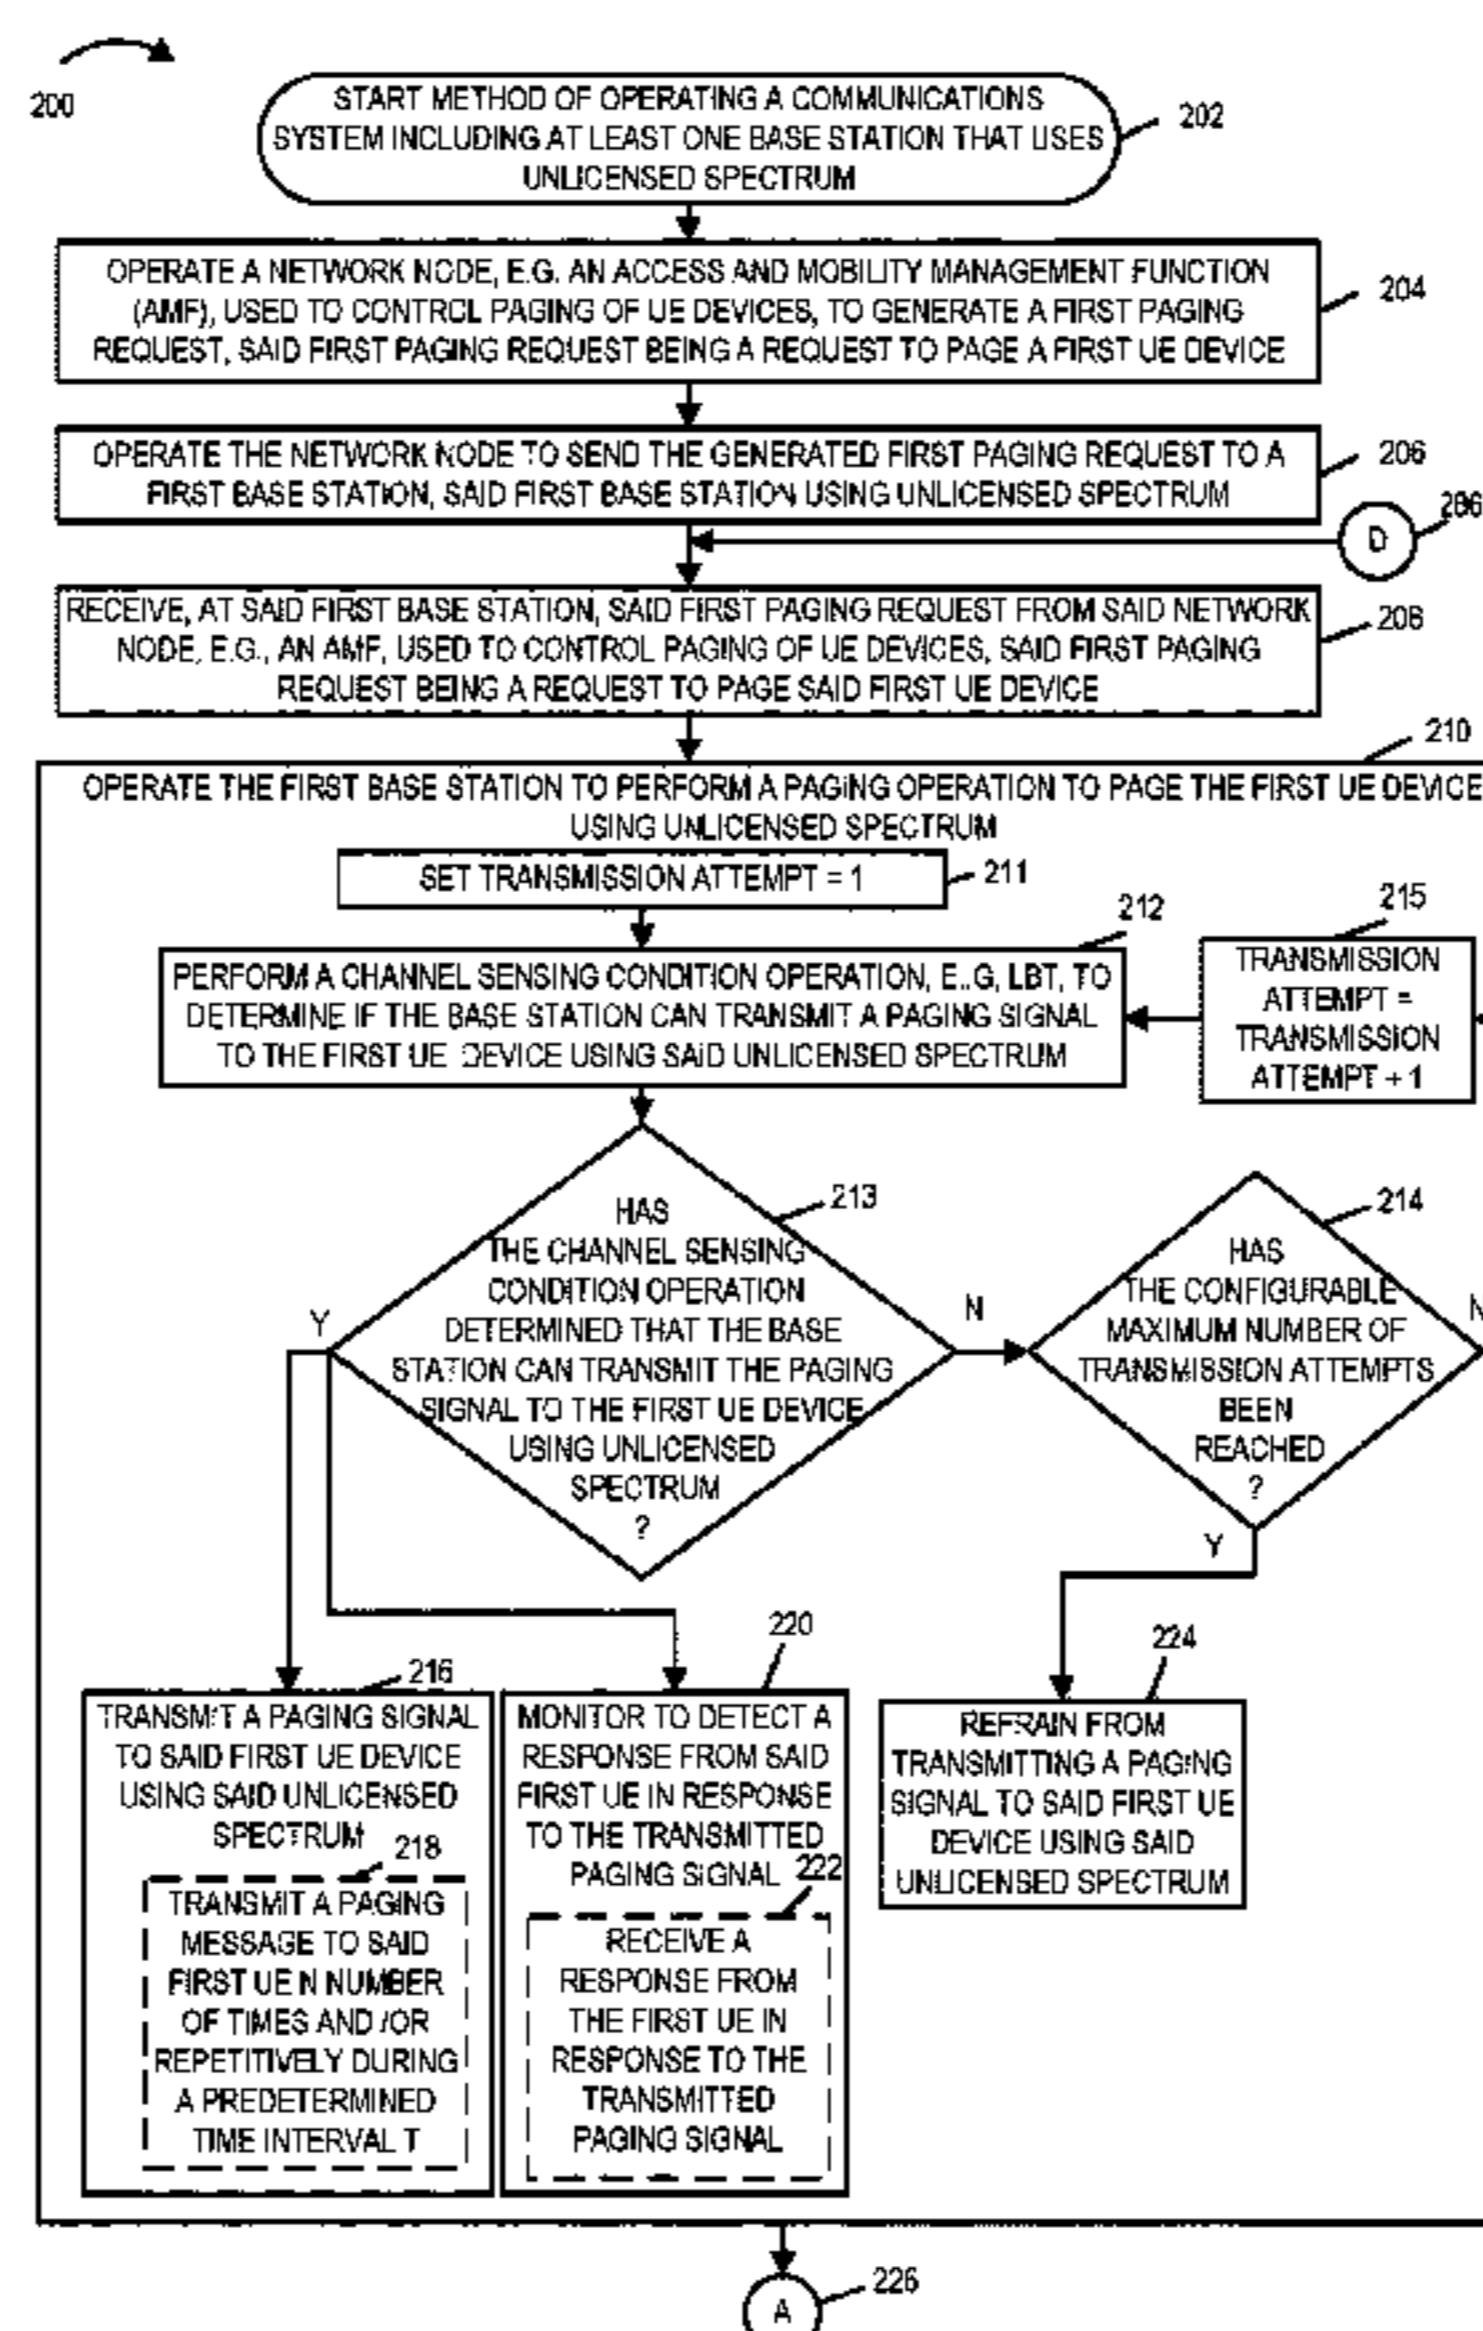 200
START METHOD OF OPERATING A COMMUNICATIONS
SYSTEM INCLUDING AT LEAST ONE BASE STATION THAT USES
UNLICENSED SPECTRUM
202
OPERATE A NETWORK NODE, E.G. AN ACCESS AND MOBILITY MANAGEMENT FUNCTION
(AMF), USED TO CONTROL PAGING OF UE DEVICES, TO GENERATE A FIRST PAGING
REQUEST, SAID FIRST PAGING REQUEST BEING A REQUEST TO PAGE A FIRST UE DEVICE
204
OPERATE THE NETWORK NODE TO SEND THE GENERATED FIRST PAGING REQUEST TO A
FIRST BASE STATION, SAID FIRST BASE STATION USING UNLICENSED SPECTRUM
206
D
286
RECEIVE, AT SAID FIRST BASE STATION, SAID FIRST PAGING REQUEST FROM SAID NETWORK
NODE, E.G., AN AMF, USED TO CONTROL PAGING OF UE DEVICES, SAID FIRST PAGING
REQUEST BEING A REQUEST TO PAGE SAID FIRST UE DEVICE
208
210
OPERATE THE FIRST BASE STATION TO PERFORM A PAGING OPERATION TO PAGE THE FIRST UE DEVICE
USING UNLICENSED SPECTRUM
SET TRANSMISSION ATTEMPT = 1
211
212
PERFORM A CHANNEL SENSING CONDITION OPERATION, E..G, LBT, TO
DETERMINE IF THE BASE STATION CAN TRANSMIT A PAGING SIGNAL
TO THE FIRST UE DEVICE USING SAID UNLICENSED SPECTRUM
215
TRANSMISSION
ATTEMPT =
TRANSMISSION
ATTEMPT + 1
213
HAS
THE CHANNEL SENSING
CONDITION OPERATION
DETERMINED THAT THE BASE
STATION CAN TRANSMIT THE PAGING
SIGNAL TO THE FIRST UE DEVICE
USING UNLICENSED
SPECTRUM
?
Y
N
214
HAS
THE CONFIGURABLE
MAXIMUM NUMBER OF
TRANSMISSION ATTEMPTS
BEEN
REACHED
?
N
Y
216
TRANSMIT A PAGING SIGNAL
TO SAID FIRST UE DEVICE
USING SAID UNLICENSED
SPECTRUM
218
TRANSMIT A PAGING
MESSAGE TO SAID
FIRST UE N NUMBER
OF TIMES AND /OR
REPETITIVELY DURING
A PREDETERMINED
TIME INTERVAL T
220
MONITOR TO DETECT A
RESPONSE FROM SAID
FIRST UE IN RESPONSE
TO THE TRANSMITTED
PAGING SIGNAL
222
RECEIVE A
RESPONSE FROM
THE FIRST UE IN
RESPONSE TO THE
TRANSMITTED
PAGING SIGNAL
224
REFRAIN FROM
TRANSMITTING A PAGING
SIGNAL TO SAID FIRST UE
DEVICE USING SAID
UNLICENSED SPECTRUM
A
226